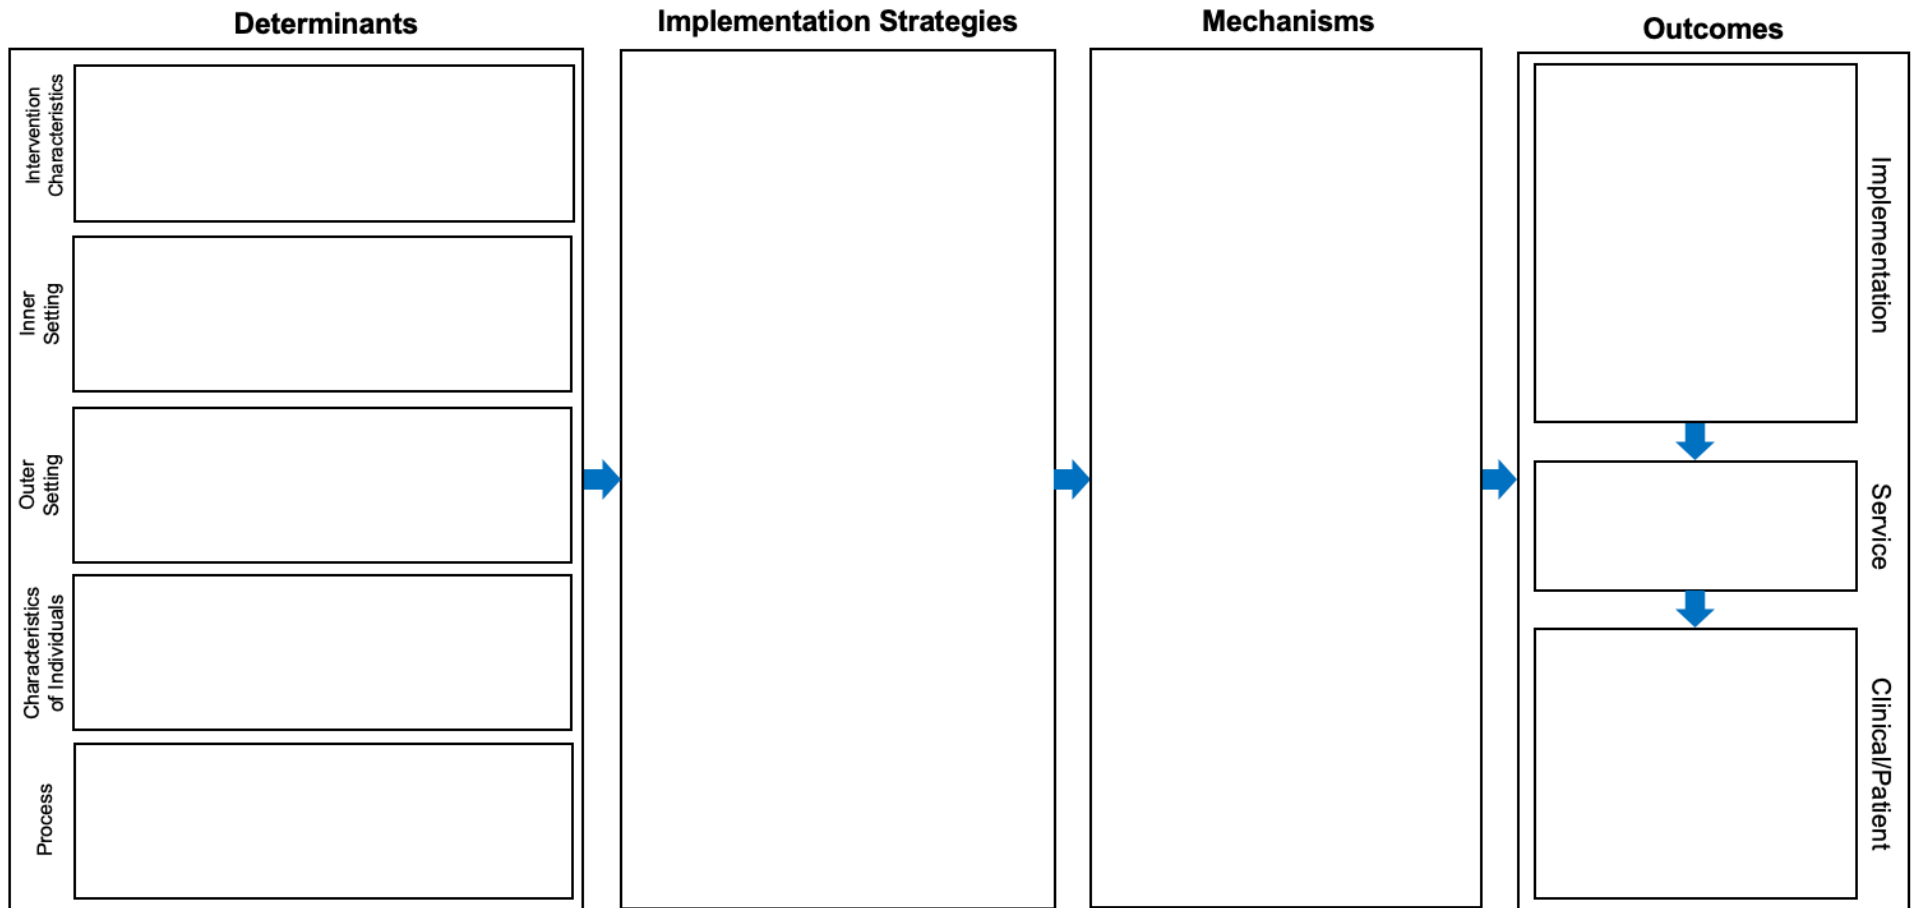 Determinants
Implementation Strategies
Mechanisms
Outcomes
Intervention
Characteristics
Inner
Setting
Outer
Setting
Characteristics
of Individuals
Process
Implementation
Service
Clinical/Patient